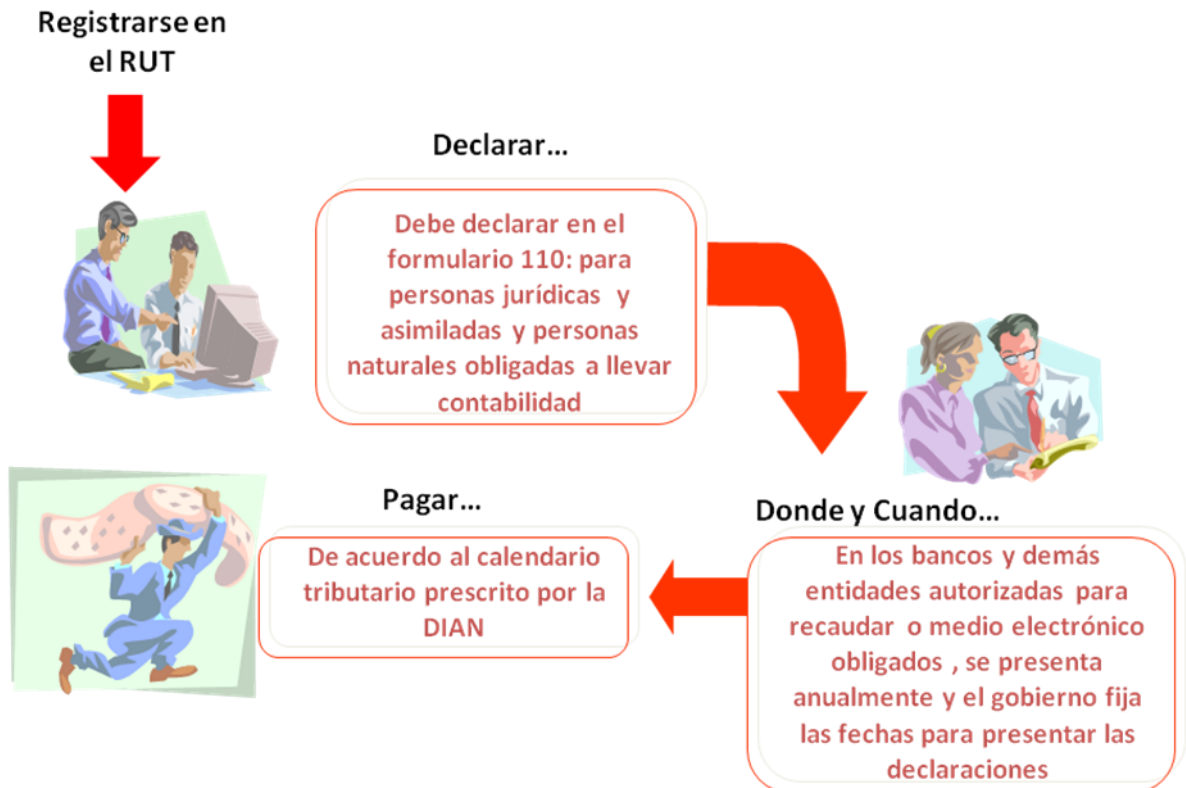 Registrarse en
el RUT
Declarar...
Debe declarar en el
formulario 110: para
personas jurídicas y
asimiladas y personas
naturales obligadas a llevar
contabilidad
Donde y Cuando...
En los bancos y demás
entidades autorizadas para
recaudar o medio electrónico
obligados , se presenta
anualmente y el gobierno fija
las fechas para presentar las
declaraciones
Pagar...
De acuerdo al calendario
tributario prescrito por la
DIAN